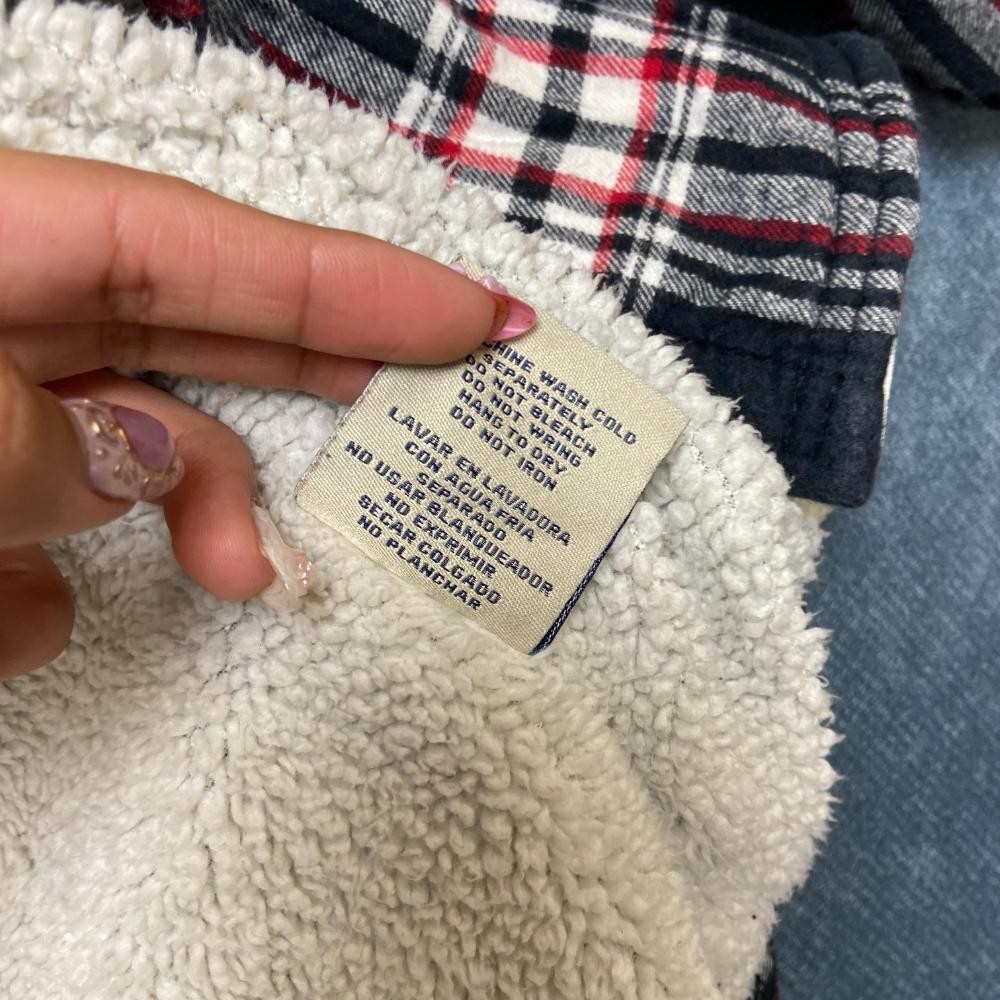 CHINE WASH COLD
SEPARATELY
DO NOT BLEACH
DO NOT WRING
HANG TO DRY
DO NOT IRON
LAVAR EN LAVADORA
CON AGUA FRIA
SEPARADO
NO USAR BLANQUEADOR
NO EXPRIMIR
SECAR COLGADO
NO PLANCHAR